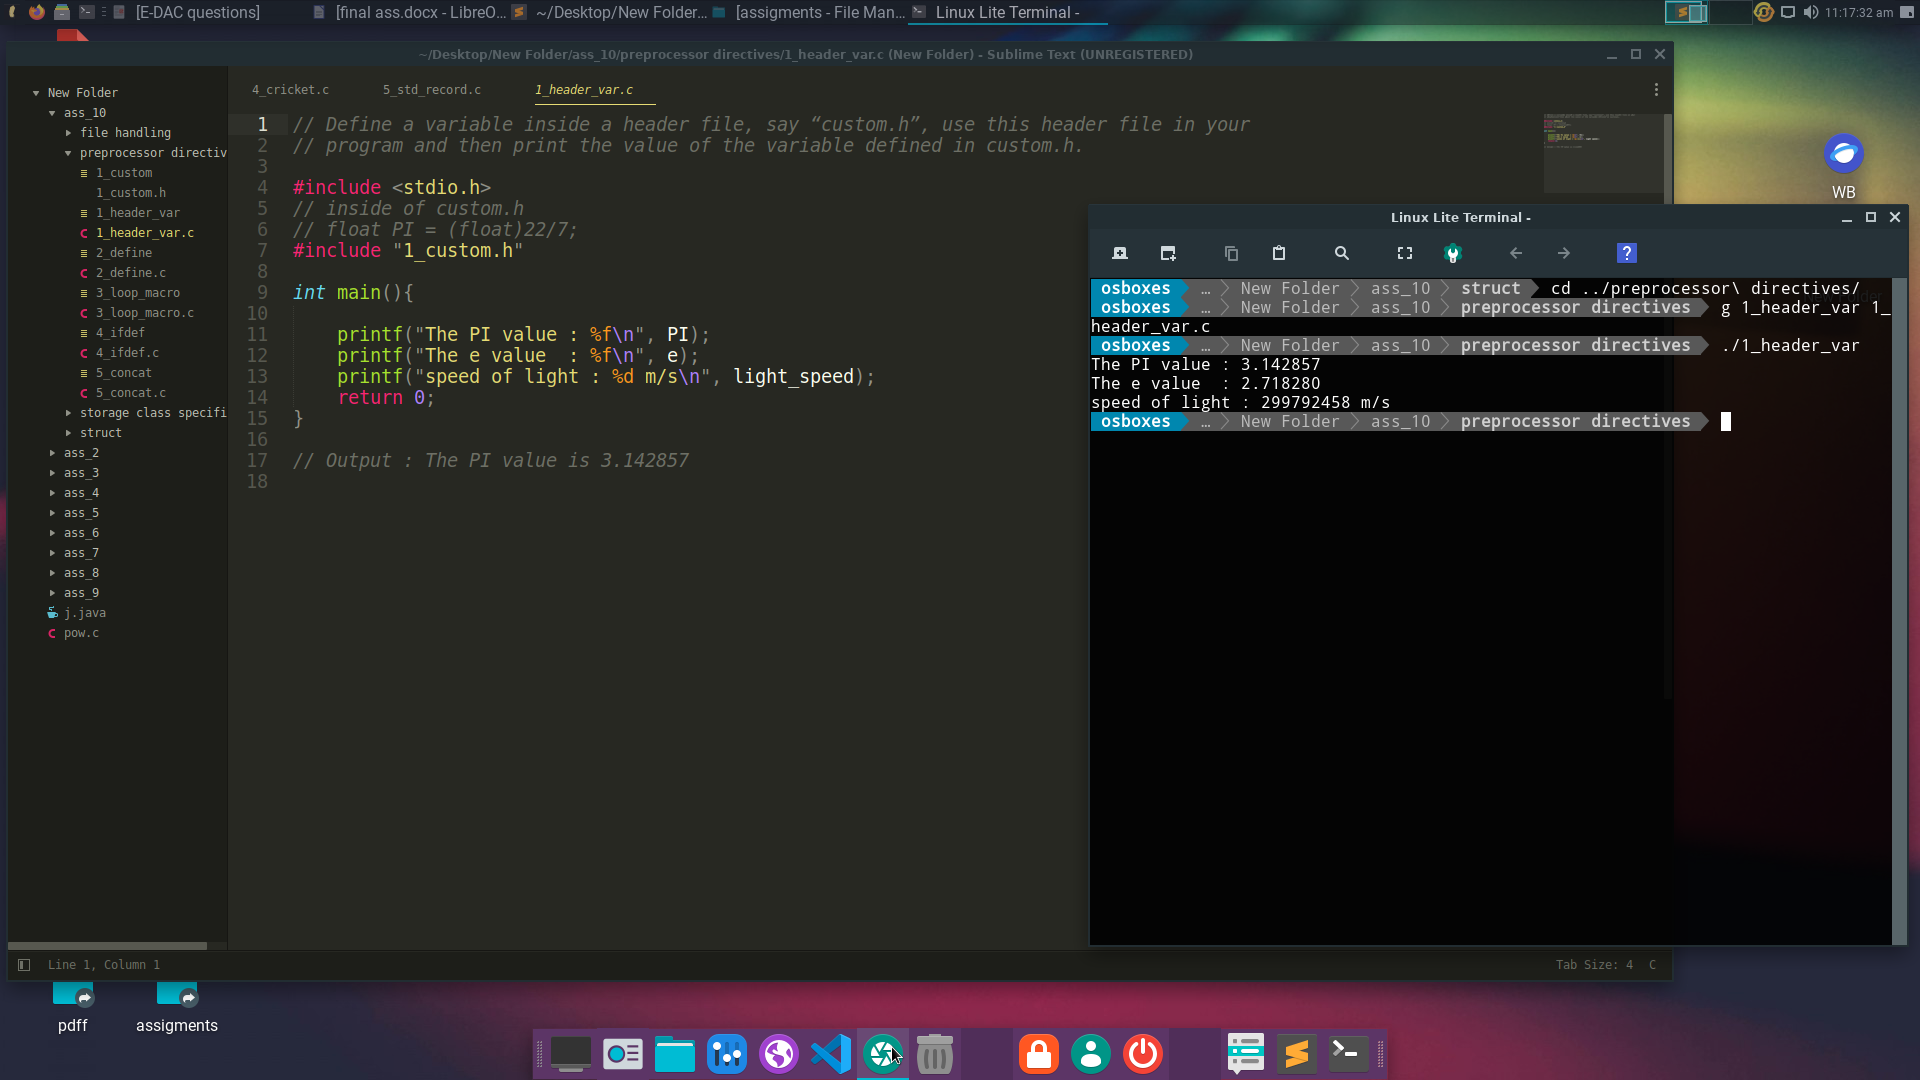 [E-DAC questions]
[final ass.docx - LibreO...
~/Desktop/New Folder...
[assigments - File Man...
Linux Lite Terminal -
11:17:32 am
~/Desktop/New Folder/ass_10/preprocessor directives/1_header_var.c (New Folder) - Sublime Text (UNREGISTERED)
New Folder
ass_10
file handling
preprocessor directiv
1_custom
1_custom.h
1_header_var
1_header_var.c
2_define
2_define.c
3_loop_macro
3_loop_macro.c
4_ifdef
4_ifdef.c
5_concat
5_concat.c
storage class specifi
struct
ass_2
ass_3
ass_4
ass_5
ass_6
ass_7
ass_8
ass_9
j.java
pow.c
4_cricket.c
5_std_record.c
1_header_var.c
1 // Define a variable inside a header file, say “custom.h”, use this header file in your
2 // program and then print the value of the variable defined in custom.h.
3
4 #include <stdio.h>
5 // inside of custom.h
6 // float PI = (float)22/7;
7 #include "1_custom.h"
8
9 int main(){
10
11 printf("The PI value : %f\n", PI);
12 printf("The e value  : %f\n", e);
13 printf("speed of light : %d m/s\n", light_speed);
14 return 0;
15 }
16
17 // Output : The PI value is 3.142857
18
Line 1, Column 1
Tab Size: 4
C
WB
Linux Lite Terminal -
?
osboxes … New Folder ass_10 struct cd ../preprocessor\ directives/
osboxes … New Folder ass_10 preprocessor directives g 1_header_var 1_
header_var.c
osboxes … New Folder ass_10 preprocessor directives ./1_header_var
The PI value : 3.142857
The e value  : 2.718280
speed of light : 299792458 m/s
osboxes … New Folder ass_10 preprocessor directives
pdff
assigments